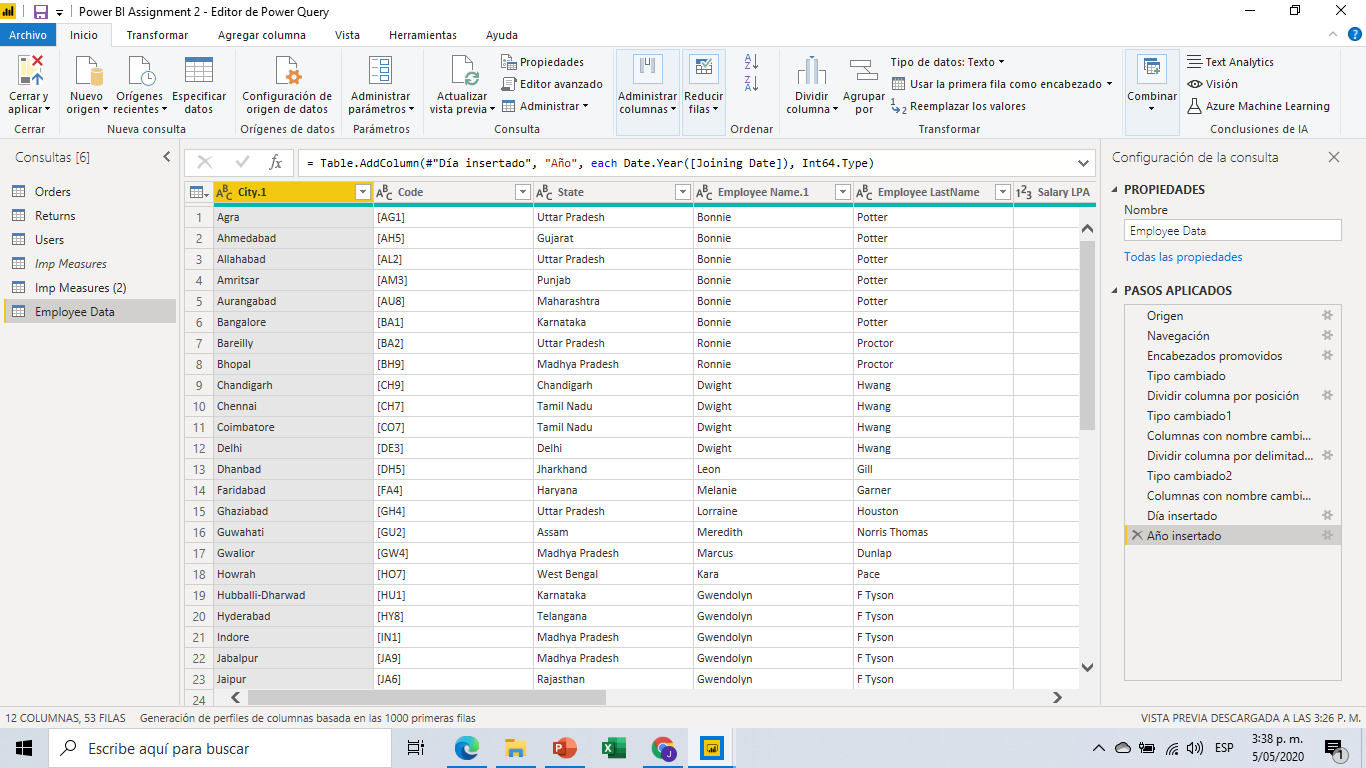 Power BI Assignment 2 - Editor de Power Query
Archivo Inicio Transformar Agregar columna Vista Herramientas Ayuda
Cerrar y aplicar
Cerrar
Nuevo origen
Orígenes recientes
Especificar datos
Nueva consulta
Configuración de origen de datos
Orígenes de datos
Administrar parámetros
Parámetros
Actualizar vista previa
Propiedades
Editor avanzado
Administrar
Consulta
Administrar columnas
Reducir filas
Ordenar
Dividir columna
Agrupar por
Tipo de datos: Texto
Usar la primera fila como encabezado
Reemplazar los valores
Transformar
Combinar
Text Analytics
Visión
Azure Machine Learning
Conclusiones de IA
Consultas [6]
Orders
Returns
Users
Imp Measures
Imp Measures (2)
Employee Data
fx = Table.AddColumn(#"Día insertado", "Año", each Date.Year([Joining Date]), Int64.Type)
City.1 Code State Employee Name.1 Employee LastName Salary LPA
1 Agra [AG1] Uttar Pradesh Bonnie Potter
2 Ahmedabad [AH5] Gujarat Bonnie Potter
3 Allahabad [AL2] Uttar Pradesh Bonnie Potter
4 Amritsar [AM3] Punjab Bonnie Potter
5 Aurangabad [AU8] Maharashtra Bonnie Potter
6 Bangalore [BA1] Karnataka Bonnie Potter
7 Bareilly [BA2] Uttar Pradesh Ronnie Proctor
8 Bhopal [BH9] Madhya Pradesh Ronnie Proctor
9 Chandigarh [CH9] Chandigarh Dwight Hwang
10 Chennai [CH7] Tamil Nadu Dwight Hwang
11 Coimbatore [CO7] Tamil Nadu Dwight Hwang
12 Delhi [DE3] Delhi Dwight Hwang
13 Dhanbad [DH5] Jharkhand Leon Gill
14 Faridabad [FA4] Haryana Melanie Garner
15 Ghaziabad [GH4] Uttar Pradesh Lorraine Houston
16 Guwahati [GU2] Assam Meredith Norris Thomas
17 Gwalior [GW4] Madhya Pradesh Marcus Dunlap
18 Howrah [HO7] West Bengal Kara Pace
19 Hubballi-Dharwad [HU1] Karnataka Gwendolyn F Tyson
20 Hyderabad [HY8] Telangana Gwendolyn F Tyson
21 Indore [IN1] Madhya Pradesh Gwendolyn F Tyson
22 Jabalpur [JA9] Madhya Pradesh Gwendolyn F Tyson
23 Jaipur [JA6] Rajasthan Gwendolyn F Tyson
24
Configuración de la consulta
PROPIEDADES
Nombre
Employee Data
Todas las propiedades
PASOS APLICADOS
Origen
Navegación
Encabezados promovidos
Tipo cambiado
Dividir columna por posición
Tipo cambiado1
Columnas con nombre cambi...
Dividir columna por delimitad...
Tipo cambiado2
Columnas con nombre cambi...
Día insertado
Año insertado
12 COLUMNAS, 53 FILAS Generación de perfiles de columnas basada en las 1000 primeras filas
VISTA PREVIA DESCARGADA A LAS 3:26 P. M.
Escribe aquí para buscar
ESP
3:38 p. m.
5/05/2020
1